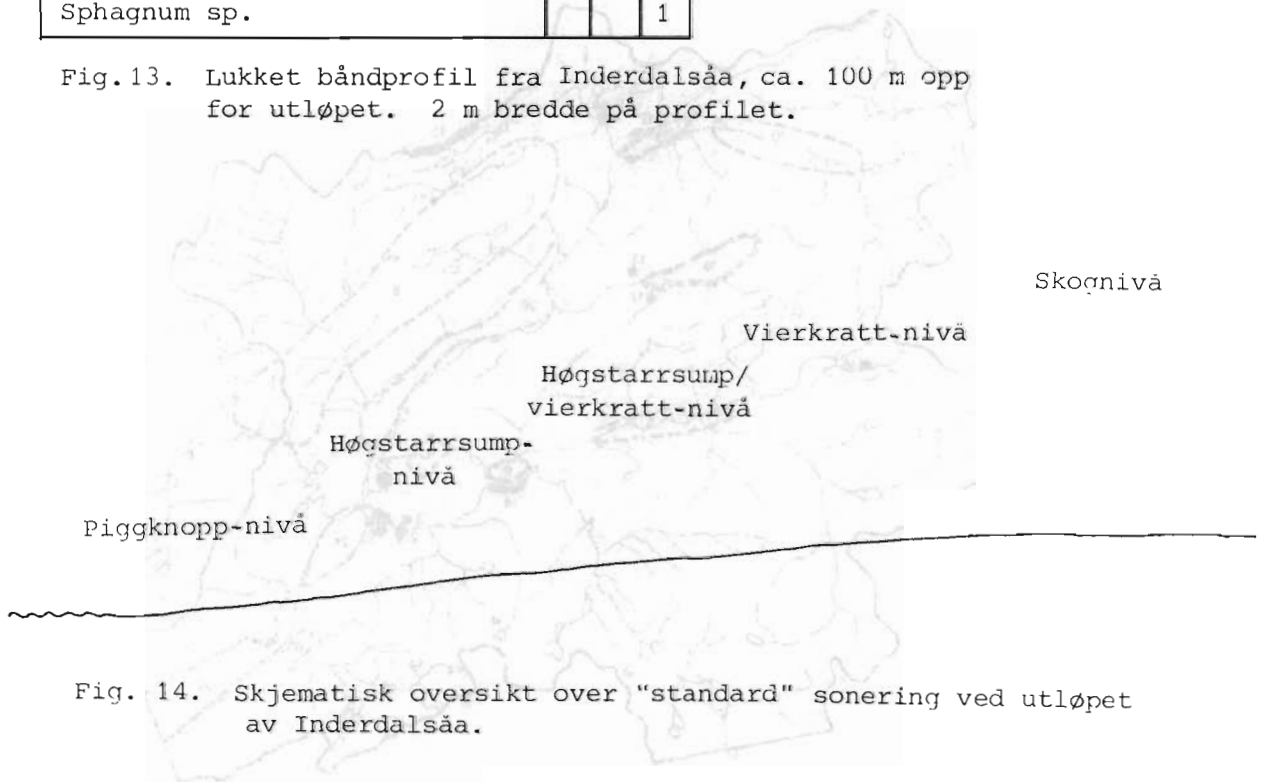 Sphagnum sp. 1
Fig.13. Lukket båndprofil fra Inderdalsåa, ca. 100 m opp
for utløpet. 2 m bredde på profilet.
Skognivå
Vierkratt-nivå
Høgstarrsump/
vierkratt-nivå
Høgstarrsump-
nivå
Piggknopp-nivå
Fig. 14. Skjematisk oversikt over "standard" sonering ved utløpet
av Inderdalsåa.